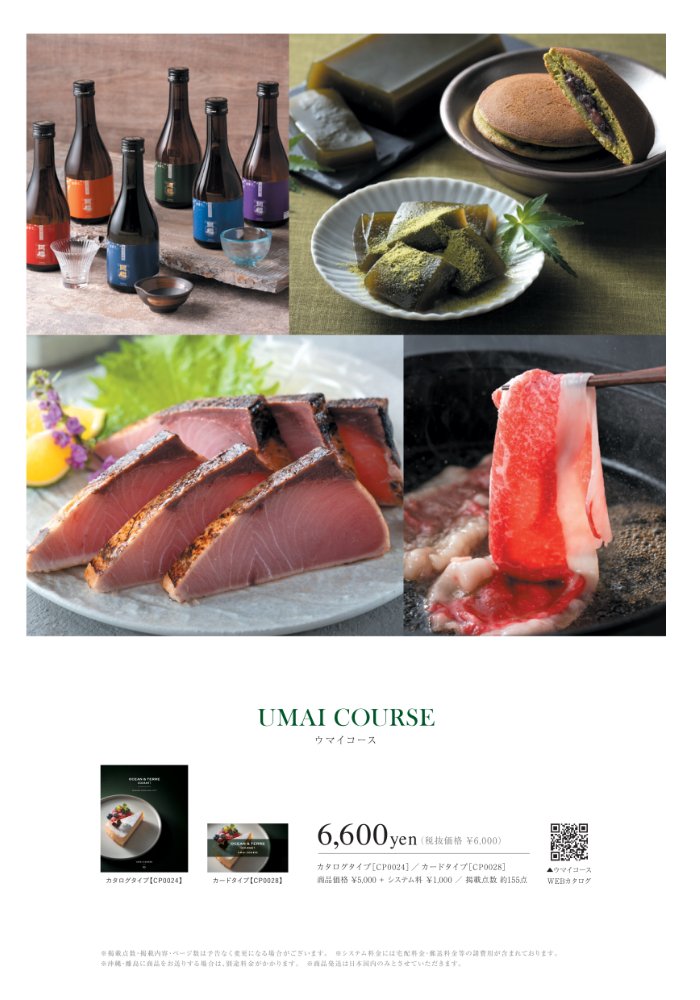 UMAI COURSE
ウマイコース
OCEAN & TERRE
OCEAN & TERRE
6,600yen（税抜価格 ￥6,000）
カタログタイプ［CP0024］／ カードタイプ［CP0028］
商品価格 ￥5,000 + システム料 ￥1,000 ／ 掲載点数 約155点
カタログタイプ【CP0024】
カードタイプ【CP0028】
▲ウマイコース
WEBカタログ
※掲載点数・掲載内容・ページ数は予告なく変更になる場合がございます。 ※システム料金には宅配料金・郵送料金等の諸費用が含まれております。
※沖縄・離島に商品をお送りする場合は、別途料金がかかります。 ※商品発送は日本国内のみとさせていただきます。